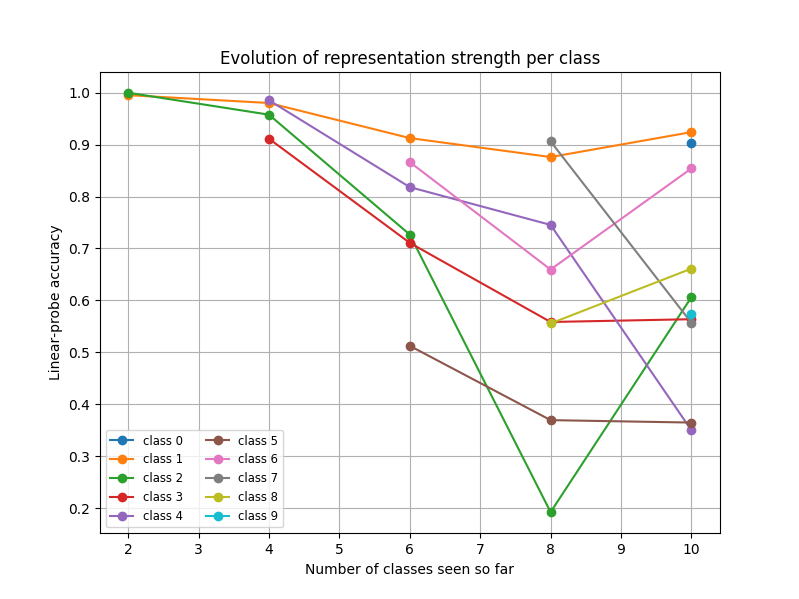 Evolution of representation strength per class
Linear-probe accuracy
1.0
0.9
0.8
0.7
0.6
0.5
0.4
0.3
0.2
class 0
class 1
class 2
class 3
class 4
class 5
class 6
class 7
class 8
class 9
2 3 4 5 6 7 8 9 10
Number of classes seen so far